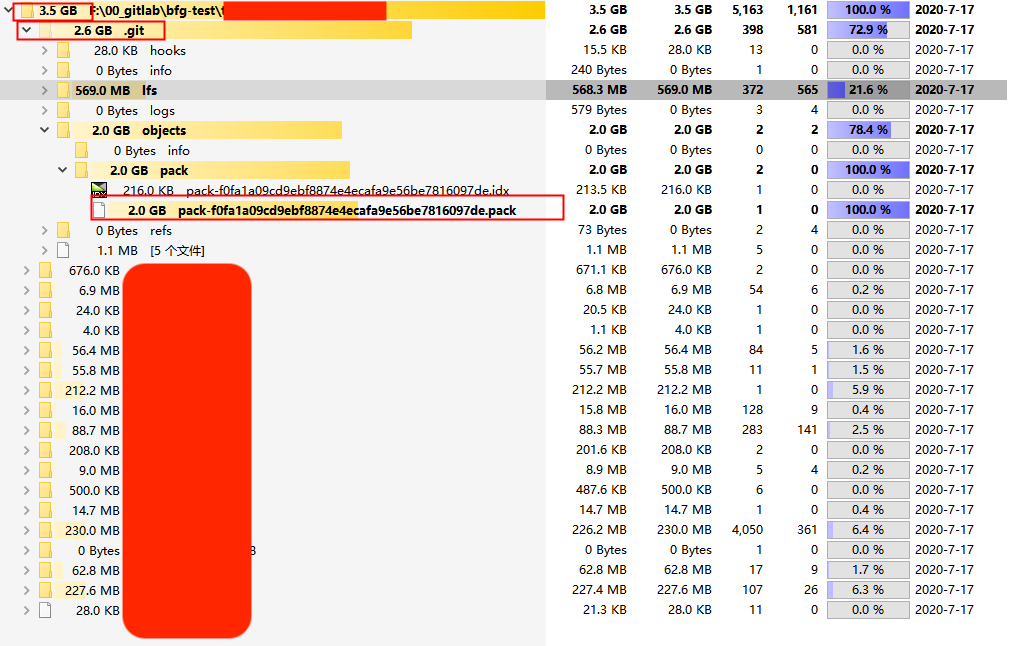 3.5 GB F:\00_gitlab\bfg-test\t 3.5 GB 3.5 GB 5,163 1,161 100.0 % 2020-7-17
2.6 GB .git 2.6 GB 2.6 GB 398 581 72.9 % 2020-7-17
28.0 KB hooks 15.5 KB 28.0 KB 13 0 0.0 % 2020-7-17
0 Bytes info 240 Bytes 0 Bytes 1 0 0.0 % 2020-7-17
569.0 MB lfs 568.3 MB 569.0 MB 372 565 21.6 % 2020-7-17
0 Bytes logs 579 Bytes 0 Bytes 3 4 0.0 % 2020-7-17
2.0 GB objects 2.0 GB 2.0 GB 2 2 78.4 % 2020-7-17
0 Bytes info 0 Bytes 0 Bytes 0 0 0.0 % 2020-7-17
2.0 GB pack 2.0 GB 2.0 GB 2 0 100.0 % 2020-7-17
216.0 KB pack-f0fa1a09cd9ebf8874e4ecafa9e56be7816097de.idx 213.5 KB 216.0 KB 1 0 0.0 % 2020-7-17
2.0 GB pack-f0fa1a09cd9ebf8874e4ecafa9e56be7816097de.pack 2.0 GB 2.0 GB 1 0 100.0 % 2020-7-17
0 Bytes refs 73 Bytes 0 Bytes 2 4 0.0 % 2020-7-17
1.1 MB [5 个文件] 1.1 MB 1.1 MB 5 0 0.0 % 2020-7-17
676.0 KB 671.1 KB 676.0 KB 2 0 0.0 % 2020-7-17
6.9 MB 6.8 MB 6.9 MB 54 6 0.2 % 2020-7-17
24.0 KB 20.5 KB 24.0 KB 1 0 0.0 % 2020-7-17
4.0 KB 1.1 KB 4.0 KB 1 0 0.0 % 2020-7-17
56.4 MB 56.2 MB 56.4 MB 84 5 1.6 % 2020-7-17
55.8 MB 55.7 MB 55.8 MB 11 1 1.5 % 2020-7-17
212.2 MB 212.2 MB 212.2 MB 1 0 5.9 % 2020-7-17
16.0 MB 15.8 MB 16.0 MB 128 9 0.4 % 2020-7-17
88.7 MB 88.3 MB 88.7 MB 283 141 2.5 % 2020-7-17
208.0 KB 201.6 KB 208.0 KB 2 0 0.0 % 2020-7-17
9.0 MB 8.9 MB 9.0 MB 5 4 0.2 % 2020-7-17
500.0 KB 487.6 KB 500.0 KB 6 0 0.0 % 2020-7-17
14.7 MB 14.7 MB 14.7 MB 1 0 0.4 % 2020-7-17
230.0 MB 226.2 MB 230.0 MB 4,050 361 6.4 % 2020-7-17
0 Bytes 0 Bytes 0 Bytes 1 0 0.0 % 2020-7-17
62.8 MB 62.8 MB 62.8 MB 17 9 1.7 % 2020-7-17
227.6 MB 227.4 MB 227.6 MB 107 26 6.3 % 2020-7-17
28.0 KB 21.3 KB 28.0 KB 11 0 0.0 % 2020-7-17